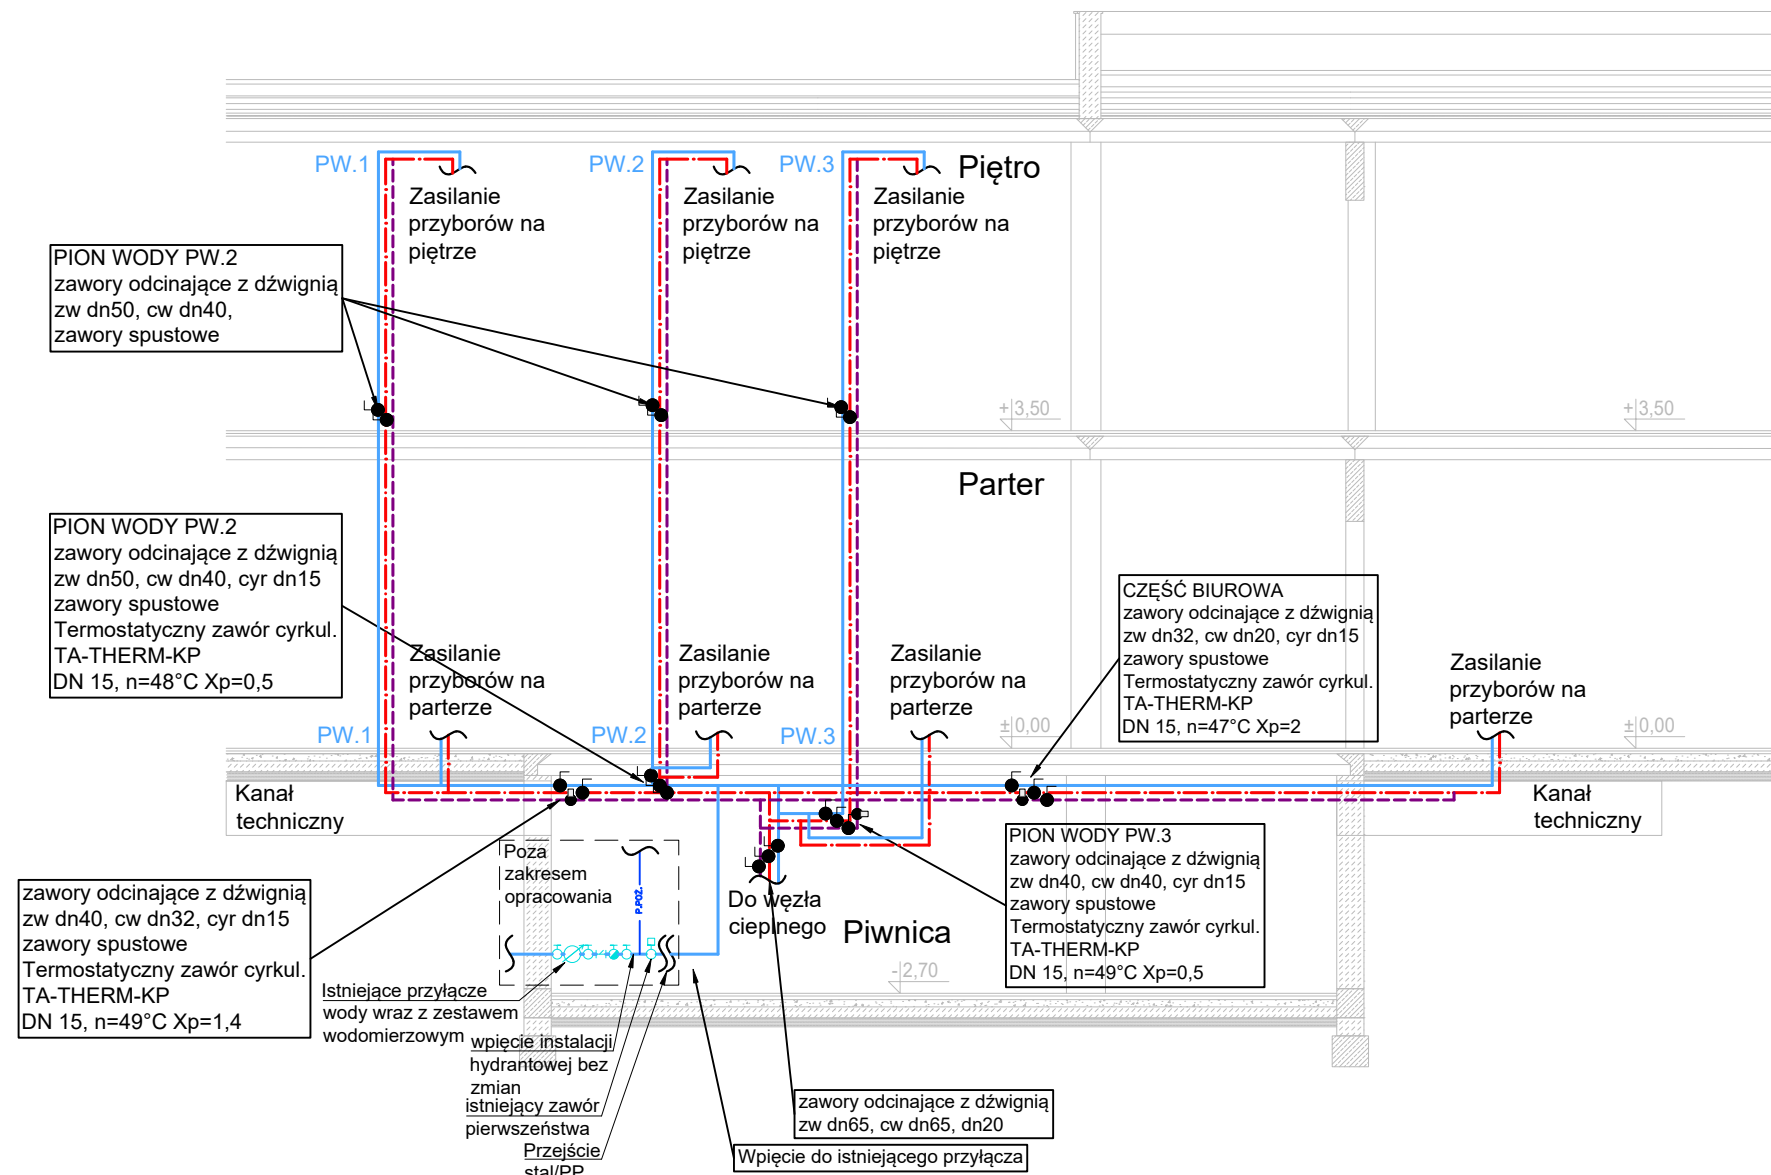 PW.1
PW.2
PW.3
Piętro
Zasilanie
przyborów na
piętrze
Zasilanie
przyborów na
piętrze
Zasilanie
przyborów na
piętrze
PION WODY PW.2
zawory odcinające z dźwignią
zw dn50, cw dn40,
zawory spustowe
+3,50
+3,50
Parter
PION WODY PW.2
zawory odcinające z dźwignią
zw dn50, cw dn40, cyr dn15
zawory spustowe
Termostatyczny zawór cyrkul.
TA-THERM-KP
DN 15, n=48°C Xp=0,5
CZĘŚĆ BIUROWA
zawory odcinające z dźwignią
zw dn32, cw dn20, cyr dn15
zawory spustowe
Termostatyczny zawór cyrkul.
TA-THERM-KP
DN 15, n=47°C Xp=2
Zasilanie
przyborów na
parterze
Zasilanie
przyborów na
parterze
Zasilanie
przyborów na
parterze
Zasilanie
przyborów na
parterze
PW.1
PW.2
PW.3
±0,00
±0,00
Kanał
techniczny
Kanał
techniczny
PION WODY PW.3
zawory odcinające z dźwignią
zw dn40, cw dn40, cyr dn15
zawory spustowe
Termostatyczny zawór cyrkul.
TA-THERM-KP
DN 15, n=49°C Xp=0,5
Poza
zakresem
opracowania
P.POŻ.
Do węzła
cieplnego
Piwnica
-2,70
zawory odcinające z dźwignią
zw dn40, cw dn32, cyr dn15
zawory spustowe
Termostatyczny zawór cyrkul.
TA-THERM-KP
DN 15, n=49°C Xp=1,4
Istniejące przyłącze
wody wraz z zestawem
wodomierzowym
wpięcie instalacji
hydrantowej bez
zmian
istniejący zawór
pierwszeństwa
Przejście
stal/PP
zawory odcinające z dźwignią
zw dn65, cw dn65, dn20
Wpięcie do istniejącego przyłącza